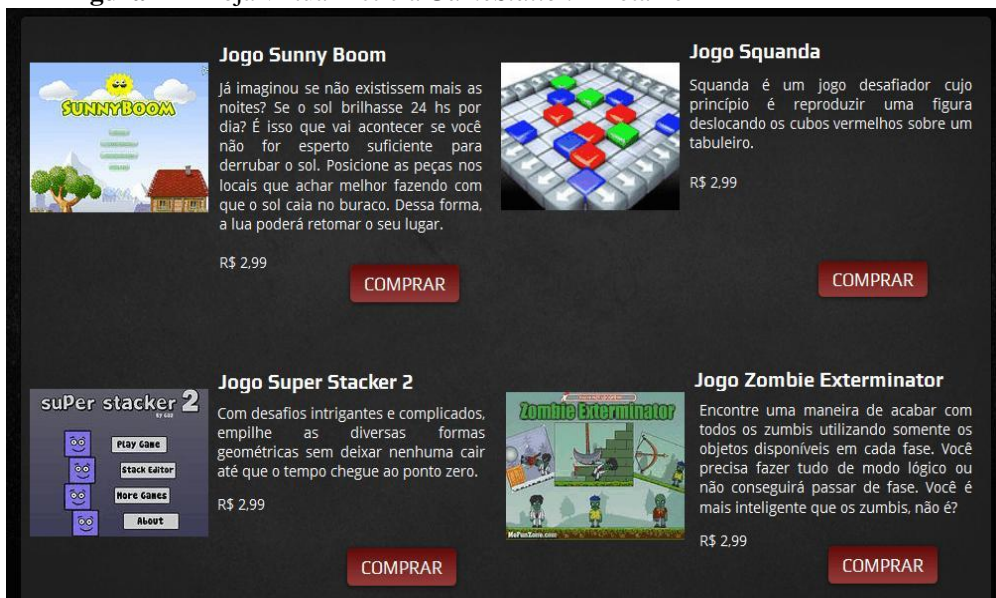 Jogo Sunny Boom
SUNNYBOOM
Já imaginou se não existissem mais as
noites? Se o sol brilhasse 24 hs por
dia? É isso que vai acontecer se você
não for esperto suficiente para
derrubar o sol. Posicione as peças nos
locais que achar melhor fazendo com
que o sol caia no buraco. Dessa forma,
a lua poderá retomar o seu lugar.
R$ 2,99
COMPRAR
Jogo Squanda
Squanda é um jogo desafiador cujo
princípio é reproduzir uma figura
deslocando os cubos vermelhos sobre um
tabuleiro.
R$ 2,99
COMPRAR
Jogo Super Stacker 2
suPer stacker 2
Play Game
Stack Editor
More Games
About
Com desafios intrigantes e complicados,
empilhe as diversas formas
geométricas sem deixar nenhuma cair
até que o tempo chegue ao ponto zero.
R$ 2,99
COMPRAR
Jogo Zombie Exterminator
Zombie Exterminator
MoFunZone.com
Encontre uma maneira de acabar com
todos os zumbis utilizando somente os
objetos disponíveis em cada fase. Você
precisa fazer tudo de modo lógico ou
não conseguirá passar de fase. Você é
mais inteligente que os zumbis, não é?
R$ 2,99
COMPRAR